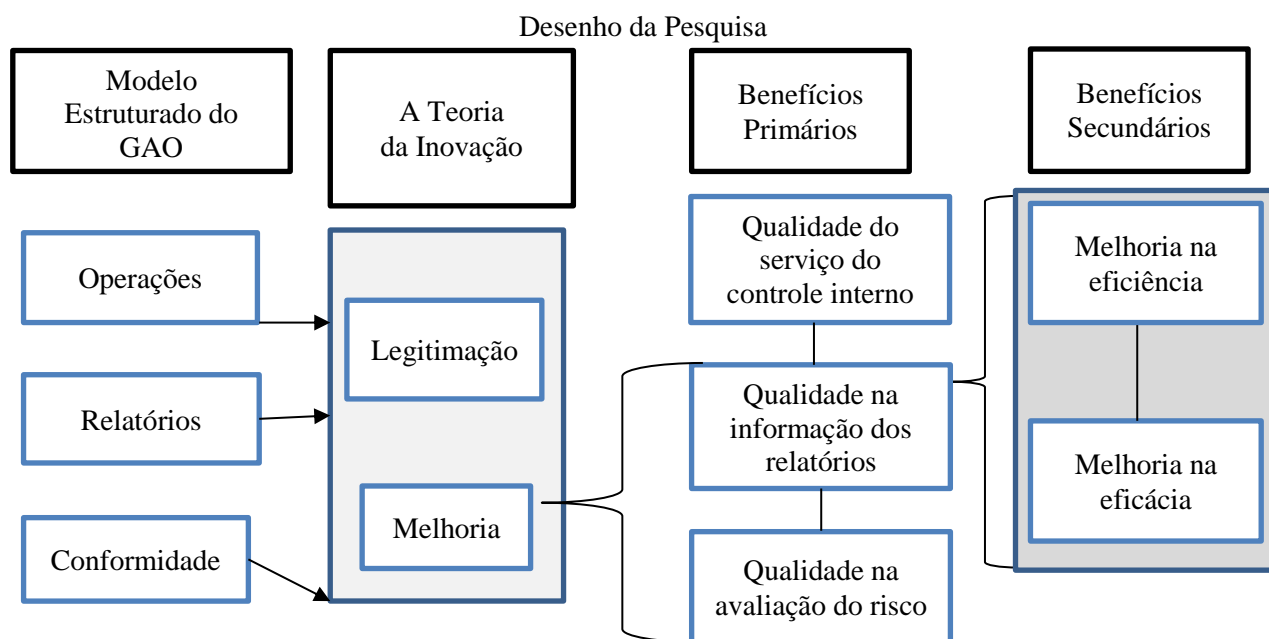 Desenho da Pesquisa
Modelo
Estruturado do
GAO
A Teoria
da Inovação
Benefícios
Primários
Benefícios
Secundários
Operações
Relatórios
Conformidade
Legitimação
Melhoria
Qualidade do
serviço do
controle interno
Qualidade na
informação dos
relatórios
Qualidade na
avaliação do risco
Melhoria na
eficiência
Melhoria na
eficácia